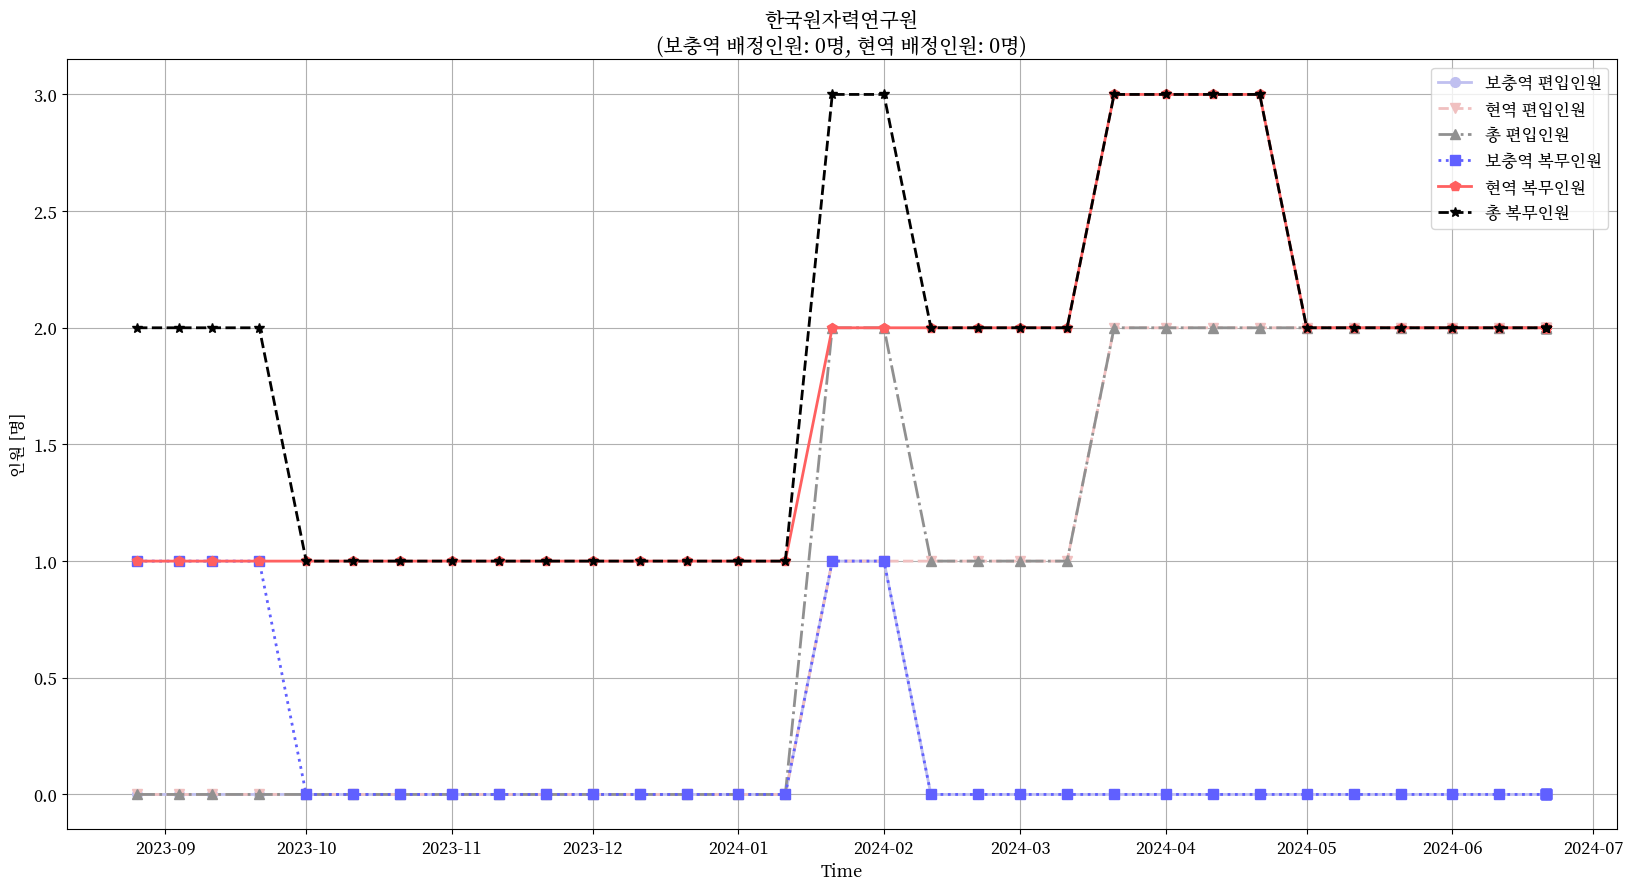 한국원자력연구원
(보충역 배정인원: 0명, 현역 배정인원: 0명)
보충역 편입인원
현역 편입인원
총 편입인원
보충역 복무인원
현역 복무인원
총 복무인원
인원 [명]
3.0
2.5
2.0
1.5
1.0
0.5
0.0
2023-09 2023-10 2023-11 2023-12 2024-01 2024-02 2024-03 2024-04 2024-05 2024-06 2024-07
Time